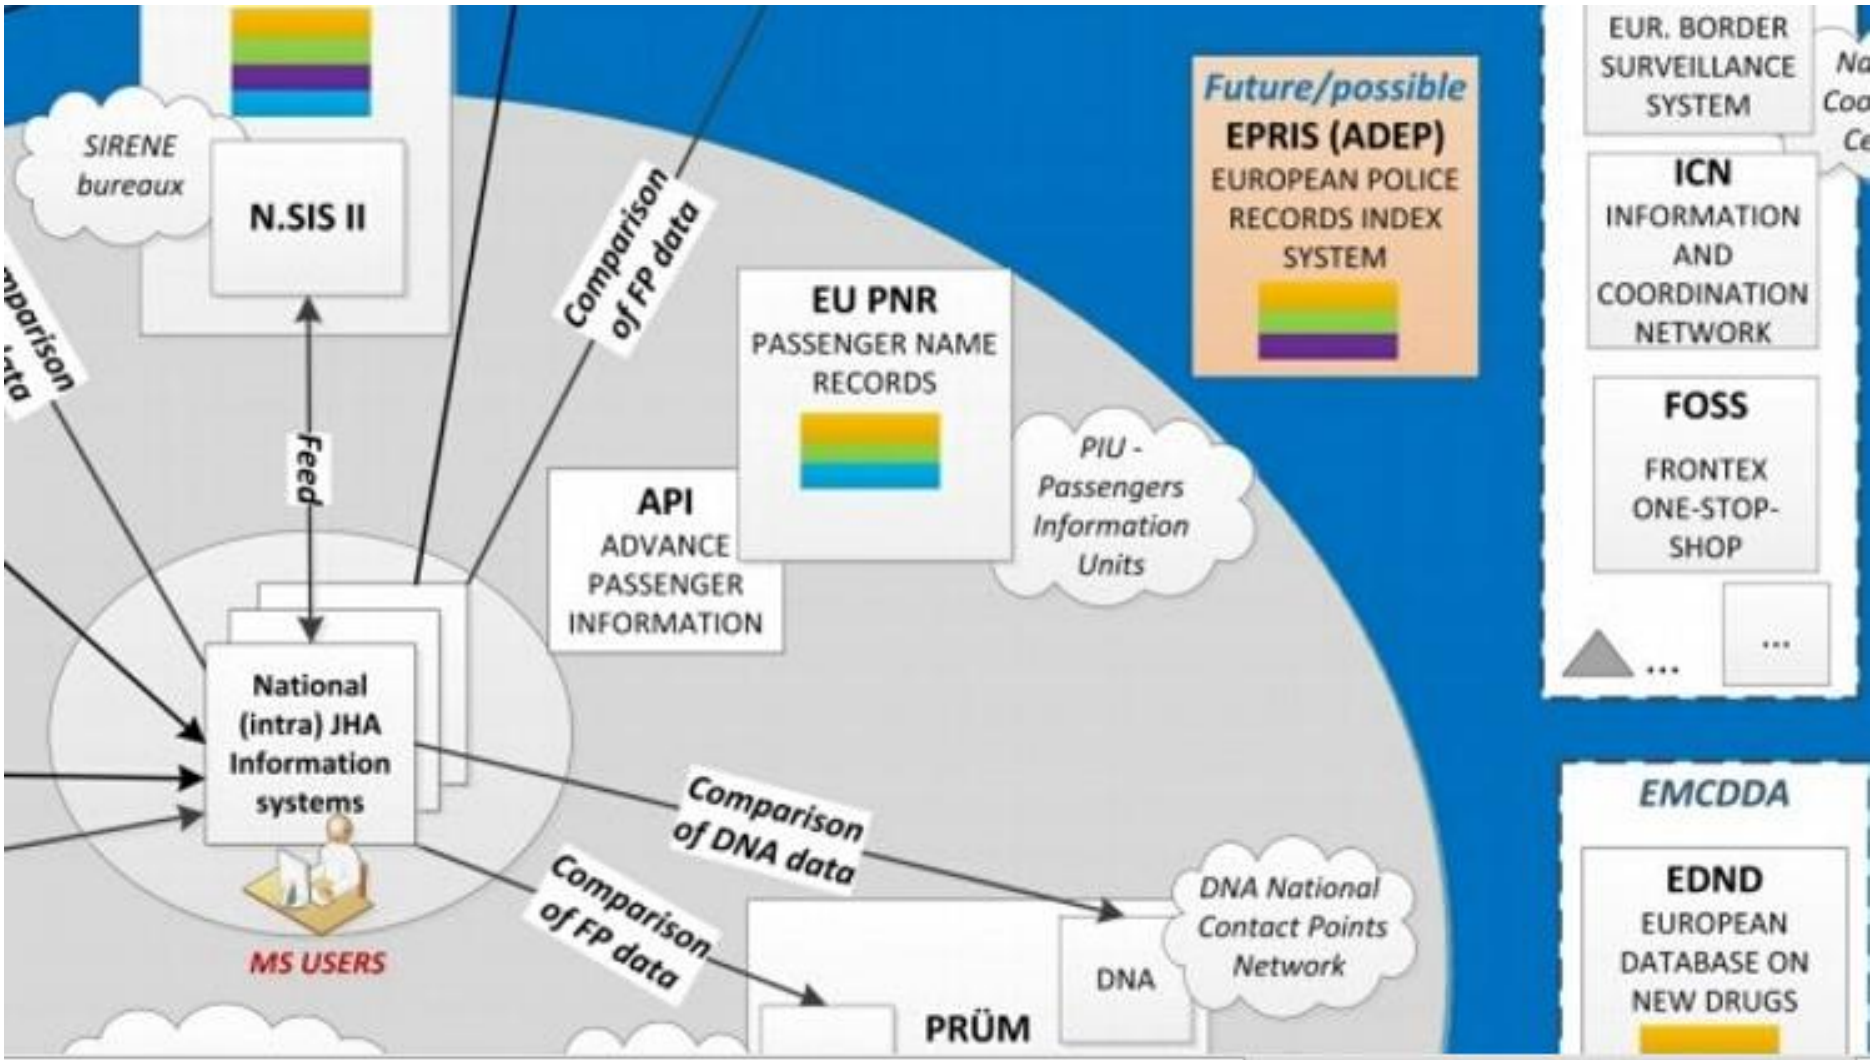 SIRENE
bureaux
N.SIS II
Comparison
of FP data
Feed
EU PNR
PASSENGER NAME
RECORDS
PIU -
Passengers
Information
Units
API
ADVANCE
PASSENGER
INFORMATION
National
(intra) JHA
Information
systems
MS USERS
Comparison
of DNA data
Comparison
of FP data
DNA
DNA National
Contact Points
Network
PRÜM
Future/possible
EPRIS (ADEP)
EUROPEAN POLICE
RECORDS INDEX
SYSTEM
EUR. BORDER
SURVEILLANCE
SYSTEM
ICN
INFORMATION
AND
COORDINATION
NETWORK
FOSS
FRONTEX
ONE-STOP-
SHOP
...
...
EMCDDA
EDND
EUROPEAN
DATABASE ON
NEW DRUGS